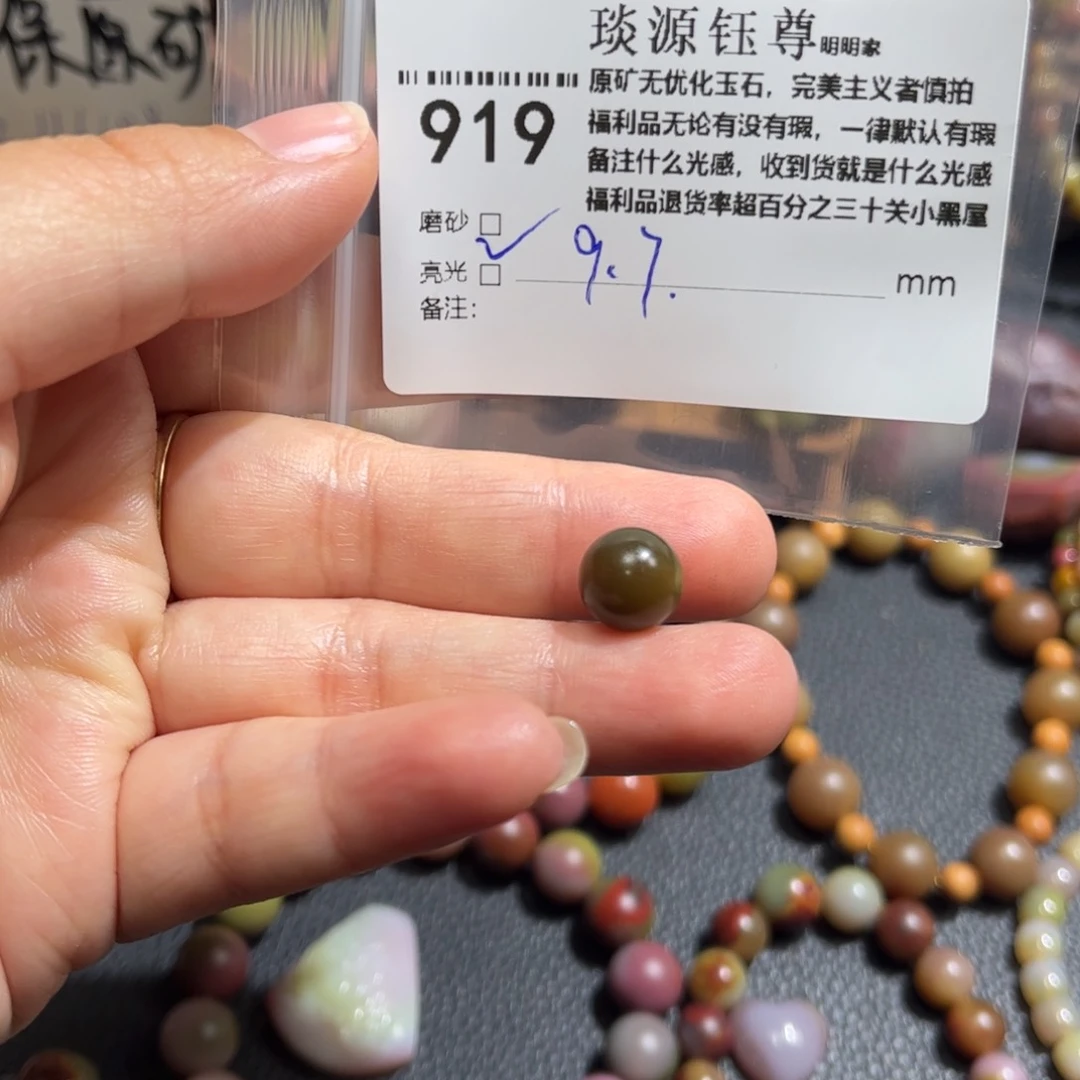 保原矿
琰源钰尊明明家
919
原矿无优化玉石，完美主义者慎拍
福利品无论有没有瑕，一律默认有瑕
备注什么光感，收到货就是什么光感
福利品退货率超百分之三十关小黑屋
磨砂 □ ✓
亮光 □ 9.7. mm
备注：